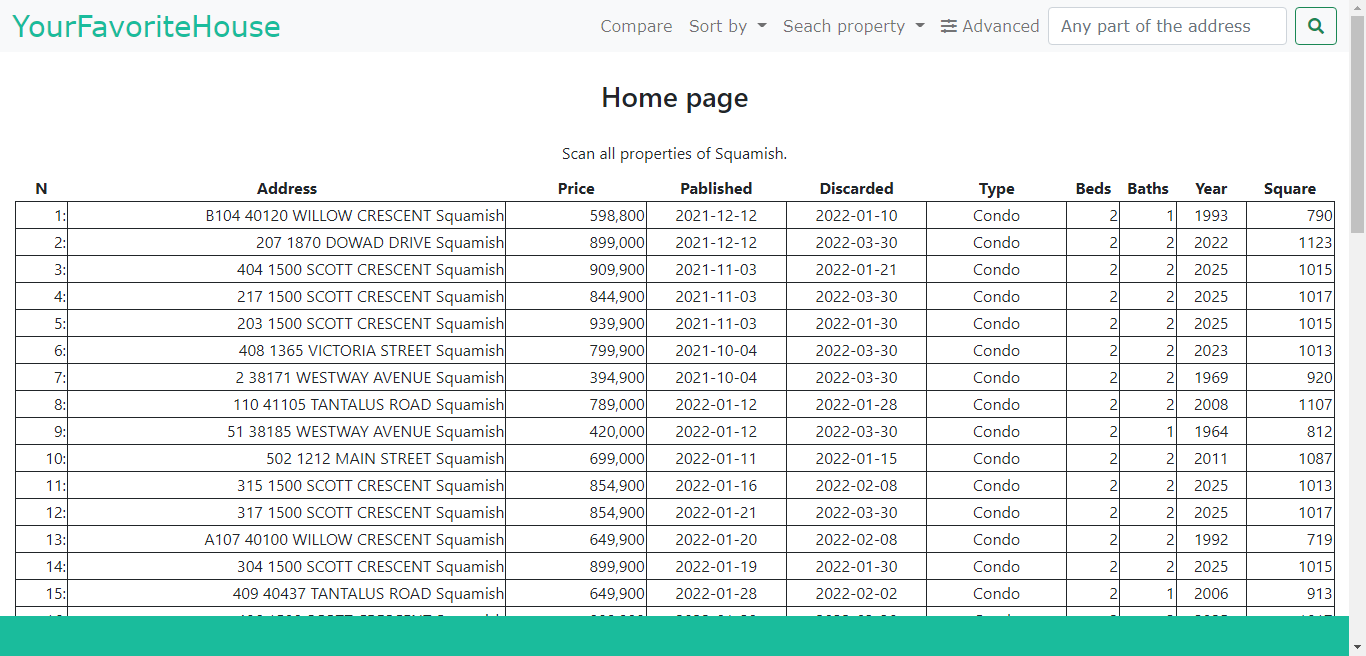 YourFavoriteHouse Compare Sort by Seach property Advanced Any part of the address
Home page
Scan all properties of Squamish.
N Address Price Pablished Discarded Type Beds Baths Year Square
1: B104 40120 WILLOW CRESCENT Squamish 598,800 2021-12-12 2022-01-10 Condo 2 1 1993 790
2: 207 1870 DOWAD DRIVE Squamish 899,000 2021-12-12 2022-03-30 Condo 2 2 2022 1123
3: 404 1500 SCOTT CRESCENT Squamish 909,900 2021-11-03 2022-01-21 Condo 2 2 2025 1015
4: 217 1500 SCOTT CRESCENT Squamish 844,900 2021-11-03 2022-03-30 Condo 2 2 2025 1017
5: 203 1500 SCOTT CRESCENT Squamish 939,900 2021-11-03 2022-01-30 Condo 2 2 2025 1015
6: 408 1365 VICTORIA STREET Squamish 799,900 2021-10-04 2022-03-30 Condo 2 2 2023 1013
7: 2 38171 WESTWAY AVENUE Squamish 394,900 2021-10-04 2022-03-30 Condo 2 2 1969 920
8: 110 41105 TANTALUS ROAD Squamish 789,000 2022-01-12 2022-01-28 Condo 2 2 2008 1107
9: 51 38185 WESTWAY AVENUE Squamish 420,000 2022-01-12 2022-03-30 Condo 2 1 1964 812
10: 502 1212 MAIN STREET Squamish 699,000 2022-01-11 2022-01-15 Condo 2 2 2011 1087
11: 315 1500 SCOTT CRESCENT Squamish 854,900 2022-01-16 2022-02-08 Condo 2 2 2025 1013
12: 317 1500 SCOTT CRESCENT Squamish 854,900 2022-01-21 2022-03-30 Condo 2 2 2025 1017
13: A107 40100 WILLOW CRESCENT Squamish 649,900 2022-01-20 2022-02-08 Condo 2 2 1992 719
14: 304 1500 SCOTT CRESCENT Squamish 899,900 2022-01-19 2022-01-30 Condo 2 2 2025 1015
15: 409 40437 TANTALUS ROAD Squamish 649,900 2022-01-28 2022-02-02 Condo 2 1 2006 913